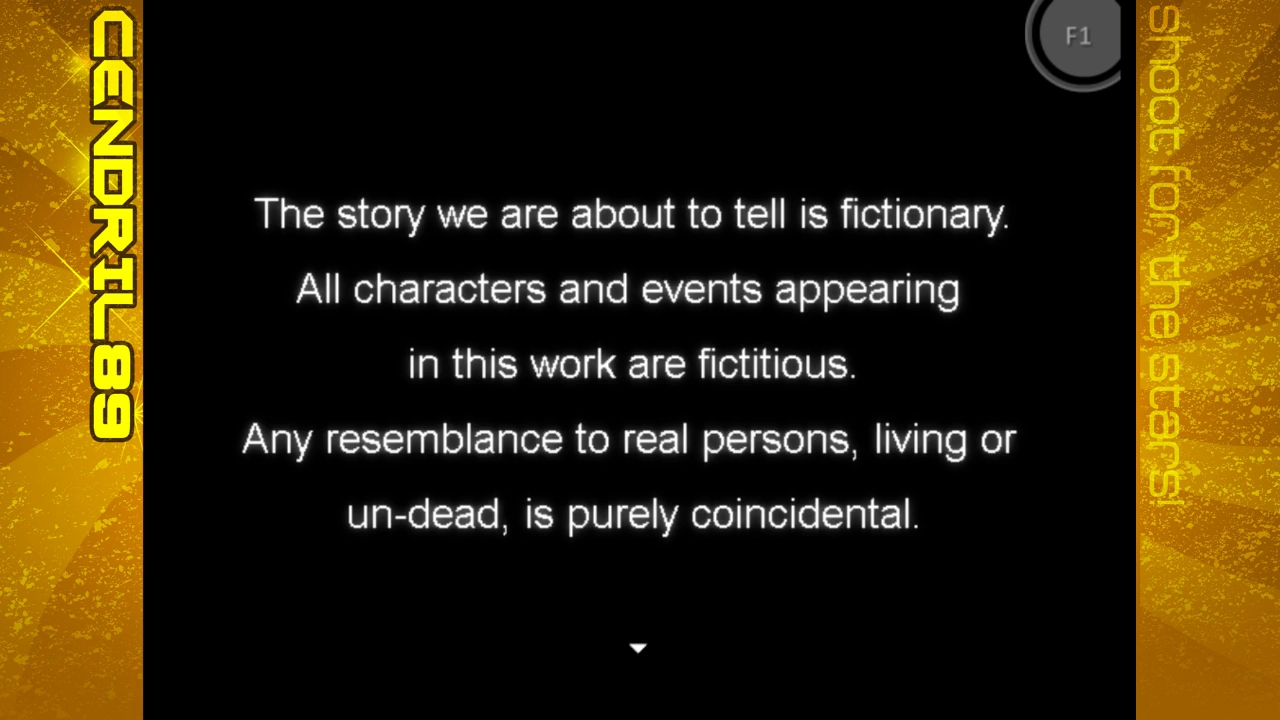 CENDRIL89
F1
The story we are about to tell is fictionary.
All characters and events appearing
in this work are fictitious.
Any resemblance to real persons, living or
un-dead, is purely coincidental.
shoot for the stars!